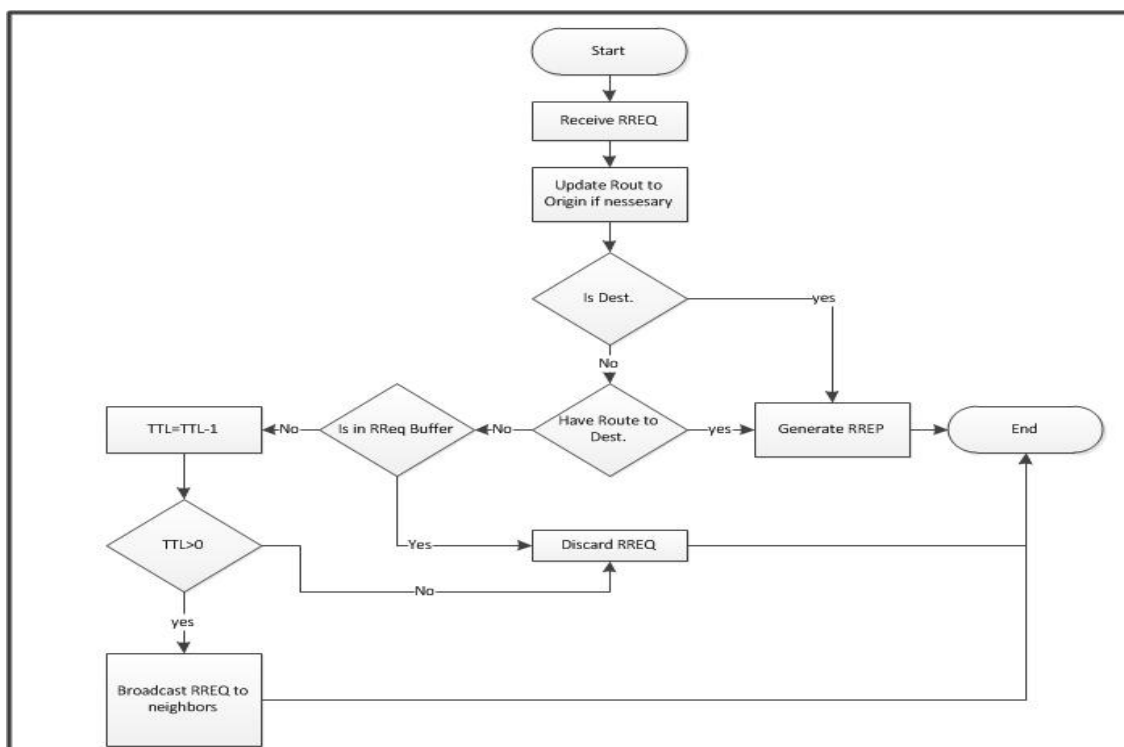 Start
Receive RREQ
Update Rout to
Origin if nessesary
Is Dest.
yes
No
TTL=TTL-1
No
Is in RReq Buffer
No
Have Route to
Dest.
yes
Generate RREP
End
TTL>0
Yes
Discard RREQ
No
yes
Broadcast RREQ to
neighbors